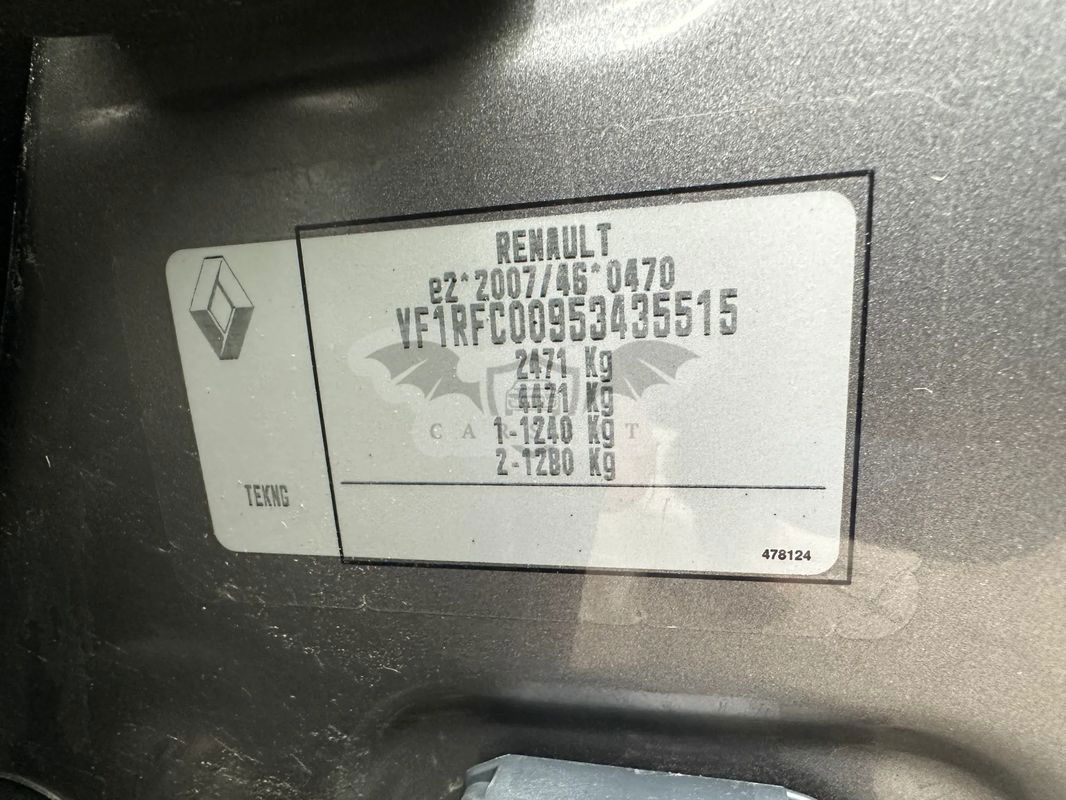 RENAULT
e2*2007/46*0470
VF1RFC00953435515
2471 Kg
4471 Kg
1-1240 Kg
2-1280 Kg
TEKNG
478124